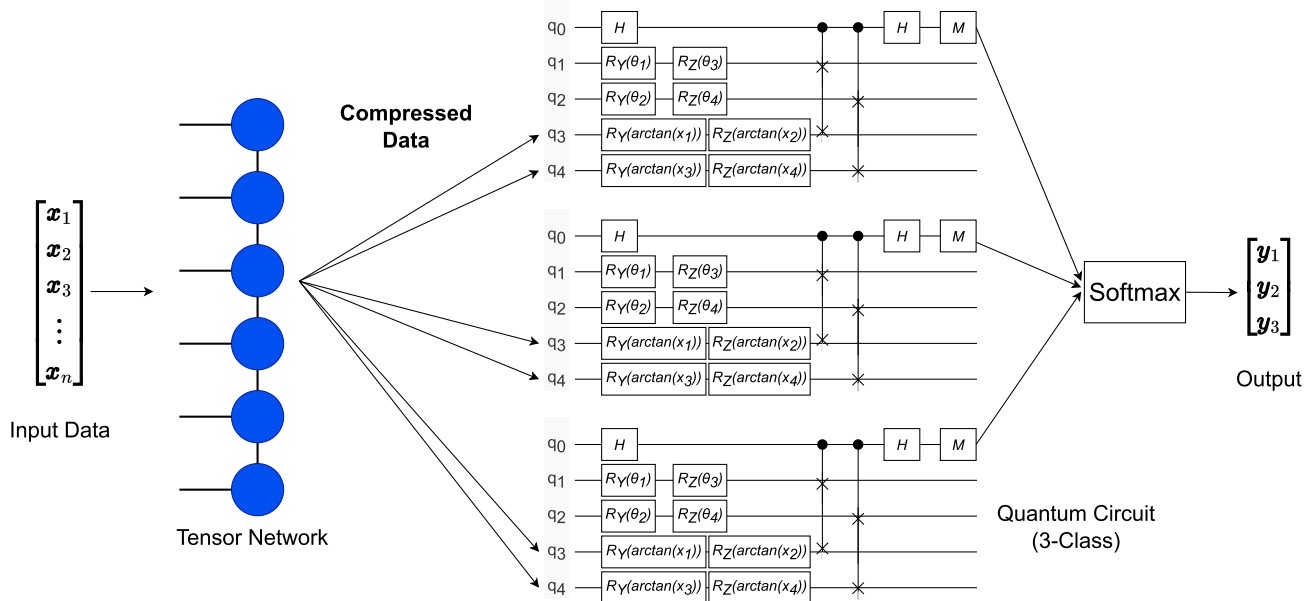 x1
x2
x3
⋮
xn
Input Data
Tensor Network
Compressed
Data
q0 H H M
q1 RY(θ1) RZ(θ3)
q2 RY(θ2) RZ(θ4)
q3 RY(arctan(x1)) RZ(arctan(x2))
q4 RY(arctan(x3)) RZ(arctan(x4))
q0 H H M
q1 RY(θ1) RZ(θ3)
q2 RY(θ2) RZ(θ4)
q3 RY(arctan(x1)) RZ(arctan(x2))
q4 RY(arctan(x3)) RZ(arctan(x4))
q0 H H M
q1 RY(θ1) RZ(θ3)
q2 RY(θ2) RZ(θ4)
q3 RY(arctan(x1)) RZ(arctan(x2))
q4 RY(arctan(x3)) RZ(arctan(x4))
Quantum Circuit
(3-Class)
Softmax
y1
y2
y3
Output